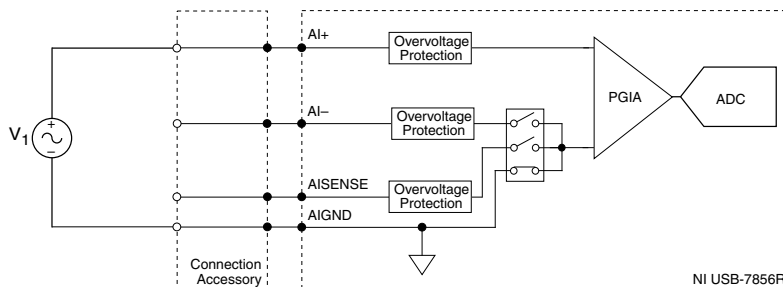 AI+
Overvoltage
Protection
PGIA
ADC
AI–
Overvoltage
Protection
V1
+
–
AISENSE
Overvoltage
Protection
AIGND
Connection
Accessory
NI USB-7856R